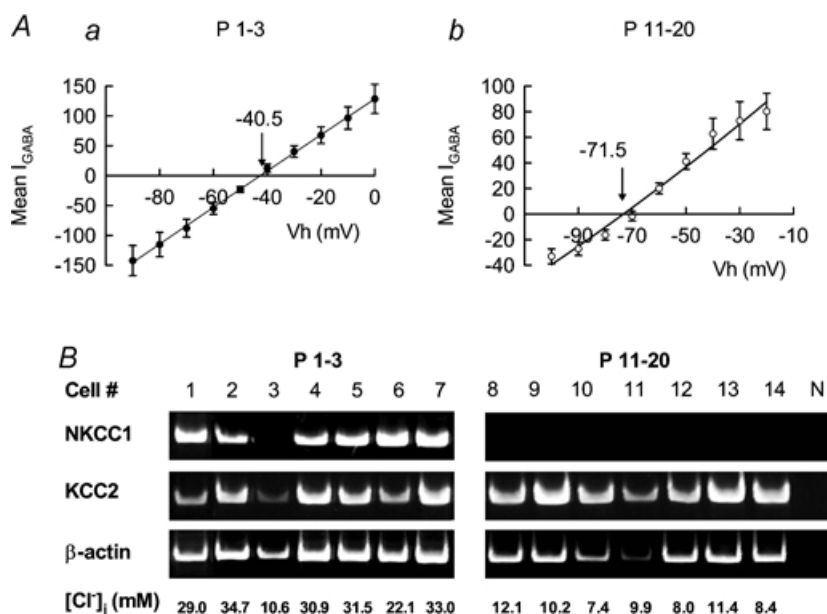 A
a P 1-3
b P 11-20
150
100
50
0
-50
-100
-150
Mean I_GABA
-80 -60 -40 -20 0
Vh (mV)
-40.5
100
80
60
40
20
0
-20
-40
Mean I_GABA
-90 -70 -50 -30 -10
Vh (mV)
-71.5
B P 1-3 P 11-20
Cell # 1 2 3 4 5 6 7 8 9 10 11 12 13 14 N
NKCC1
KCC2
β-actin
[Cl⁻]i (mM) 29.0 34.7 10.6 30.9 31.5 22.1 33.0 12.1 10.2 7.4 9.9 8.0 11.4 8.4